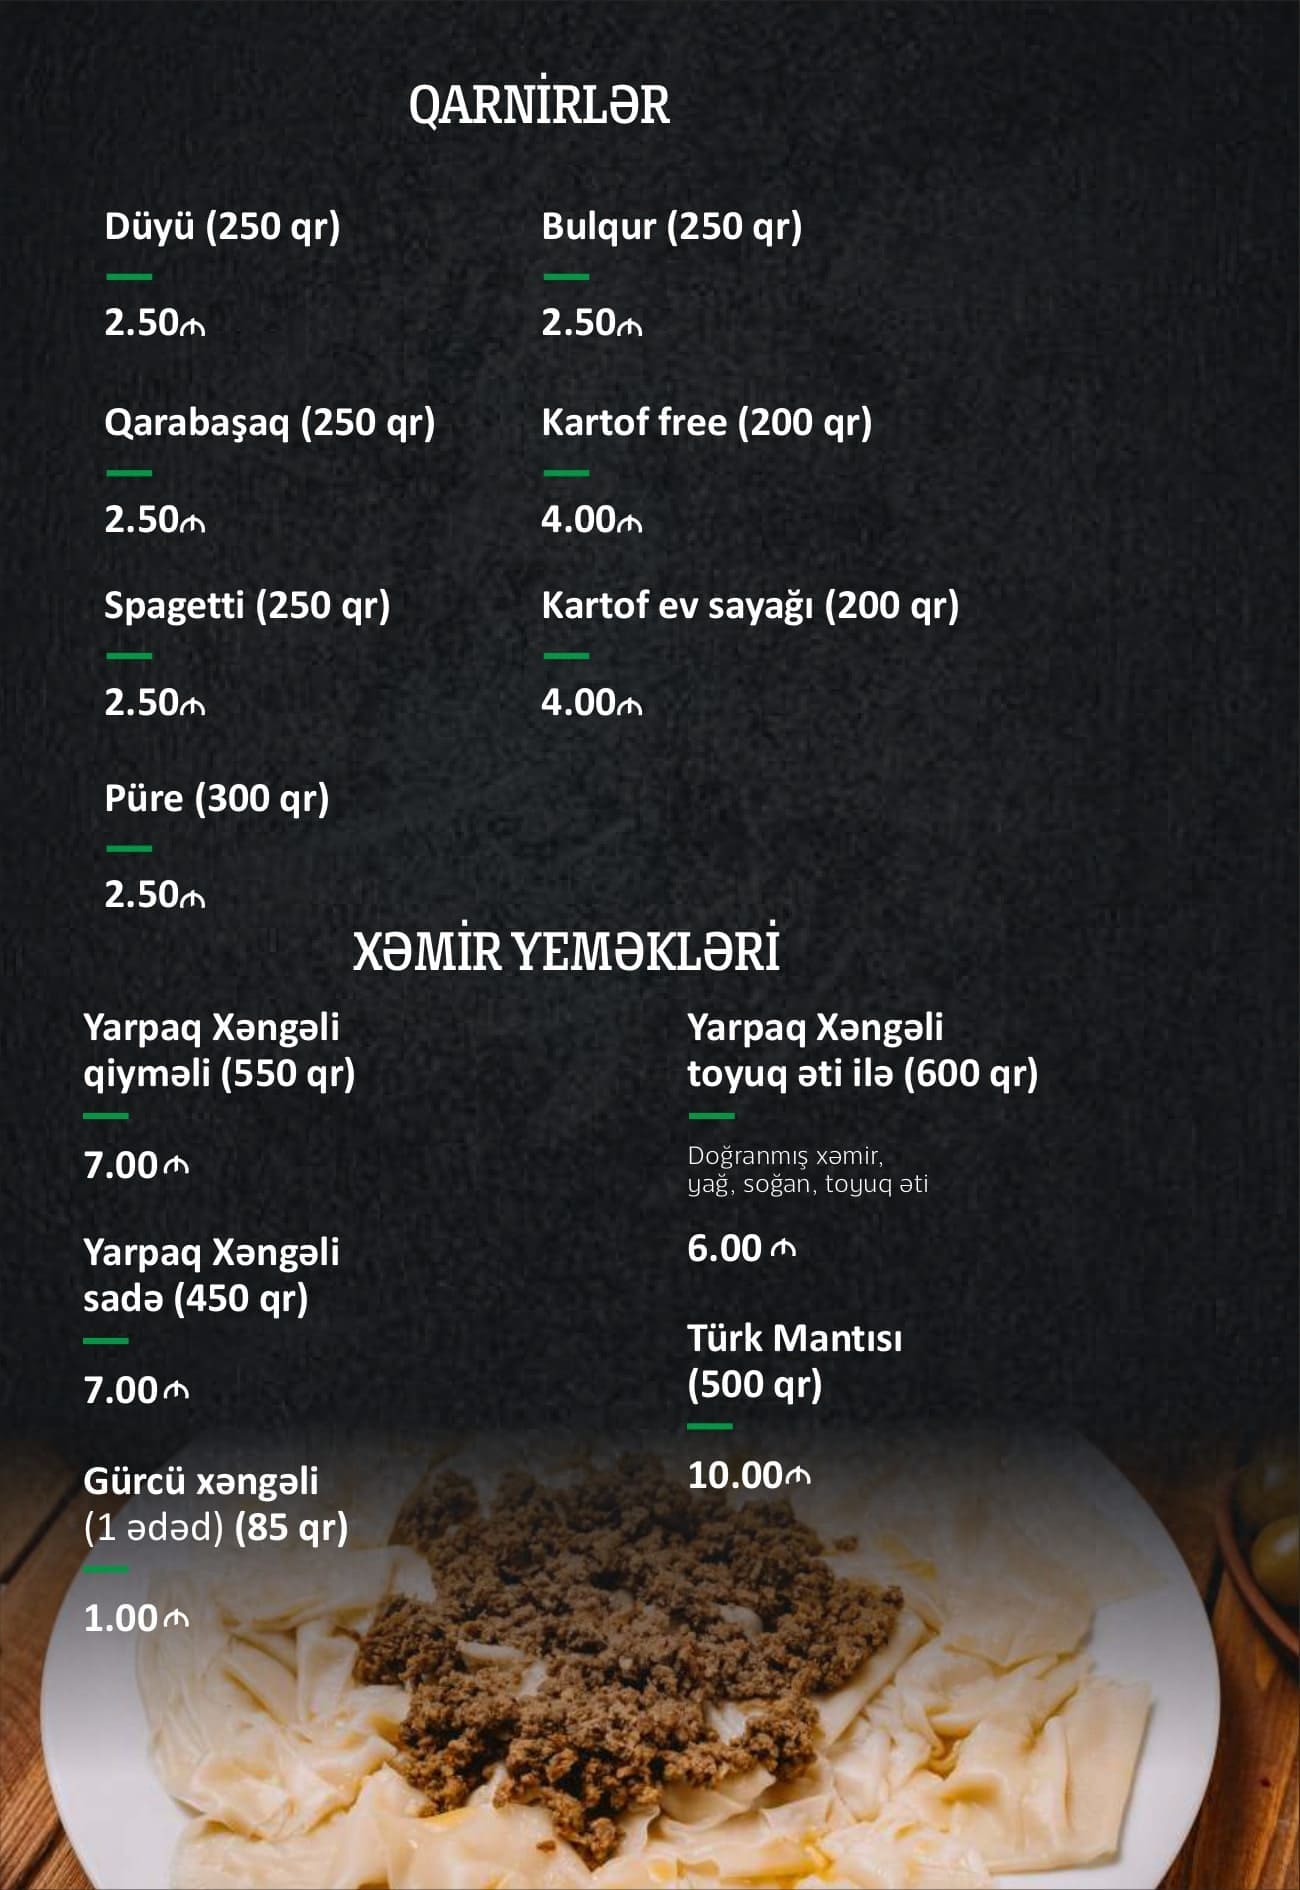 QARNİRLƏR
Düyü (250 qr)
2.50₼
Bulqur (250 qr)
2.50₼
Qarabaşaq (250 qr)
2.50₼
Kartof free (200 qr)
4.00₼
Spagetti (250 qr)
2.50₼
Kartof ev sayağı (200 qr)
4.00₼
Püre (300 qr)
2.50₼
XƏMİR YEMƏKLƏRİ
Yarpaq Xəngəli
qiyməli (550 qr)
7.00₼
Yarpaq Xəngəli
sadə (450 qr)
7.00₼
Gürcü xəngəli
(1 ədəd) (85 qr)
1.00₼
Yarpaq Xəngəli
toyuq əti ilə (600 qr)
Doğranmış xəmir,
yağ, soğan, toyuq əti
6.00 ₼
Türk Mantısı
(500 qr)
10.00₼